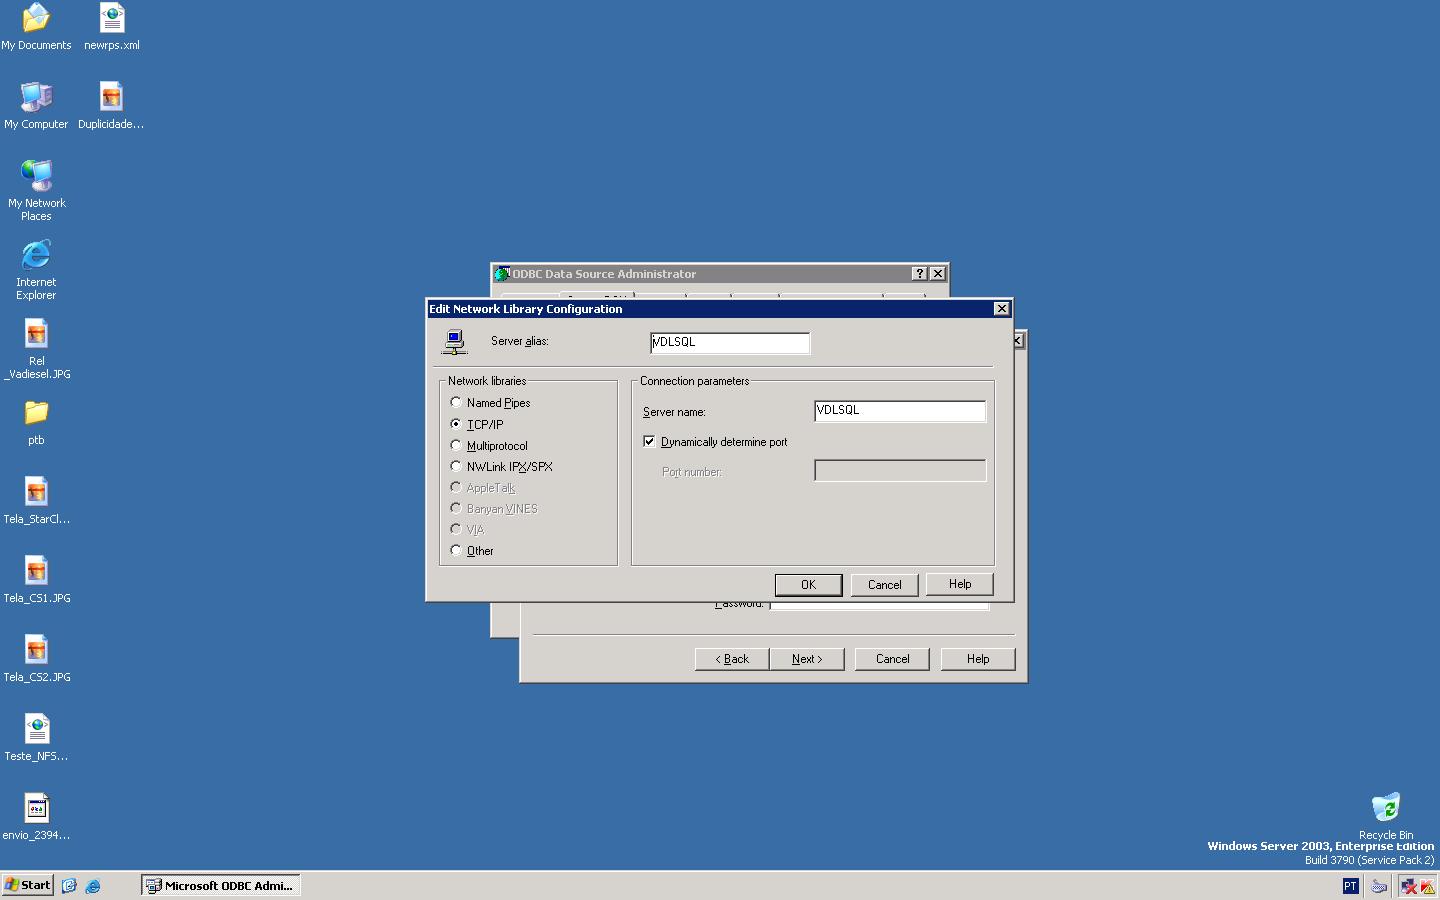 My Documents
newrps.xml
My Computer
Duplicidade...
My Network
Places
Internet
Explorer
Rel
_Vadiesel.JPG
ptb
Tela_StarCl...
Tela_CS1.JPG
Tela_CS2.JPG
Teste_NFS...
envio_2394...
ODBC Data Source Administrator
Edit Network Library Configuration
Server alias:
VDLSQL
Network libraries
Named Pipes
TCP/IP
Multiprotocol
NWLink IPX/SPX
AppleTalk
Banyan VINES
VIA
Other
Connection parameters
Server name:
VDLSQL
Dynamically determine port
Port number:
OK
Cancel
Help
Password:
< Back
Next >
Cancel
Help
Recycle Bin
Windows Server 2003, Enterprise Edition
Build 3790 (Service Pack 2)
Start
Microsoft ODBC Admi...
PT